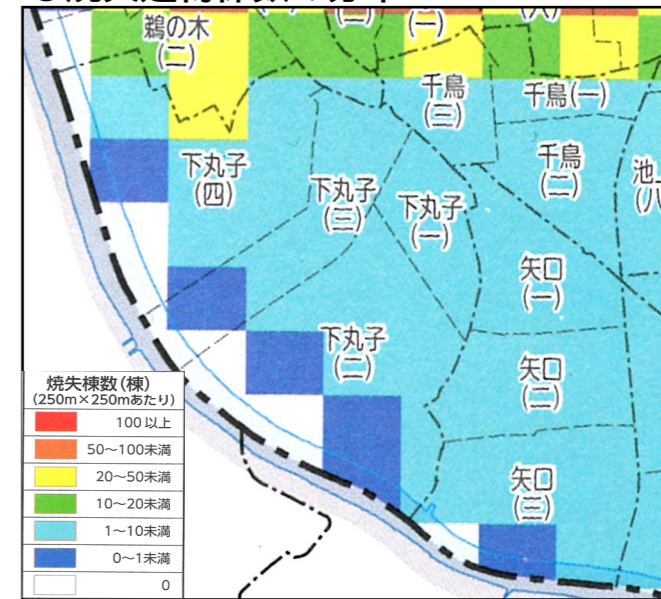 鵜の木
(二)
(一)
千鳥
(三)
千鳥(一)
千鳥
(二)
下丸子
(四)
下丸子
(三)
下丸子
(一)
矢口
(一)
下丸子
(二)
矢口
(二)
矢口
(三)
焼失棟数(棟)
(250m×250mあたり)
100以上
50〜100未満
20〜50未満
10〜20未満
1〜10未満
0〜1未満
0